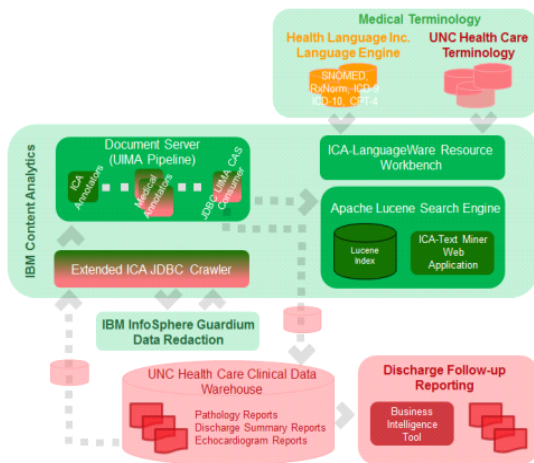 Medical Terminology
Health Language Inc.
Language Engine
SNOMED,
RxNorm, ICD-9
ICD-10, CPT-4
UNC Health Care
Terminology
IBM Content Analytics
Document Server
(UIMA Pipeline)
ICA
Annotators
Medical
Annotators
JDBC UIMA CAS
Consumer
Extended ICA JDBC Crawler
ICA-LanguageWare Resource
Workbench
Apache Lucene Search Engine
Lucene
Index
ICA-Text Miner
Web
Application
IBM InfoSphere Guardium
Data Redaction
UNC Health Care Clinical Data
Warehouse
Pathology Reports
Discharge Summary Reports
Echocardiogram Reports
Discharge Follow-up
Reporting
Business
Intelligence
Tool